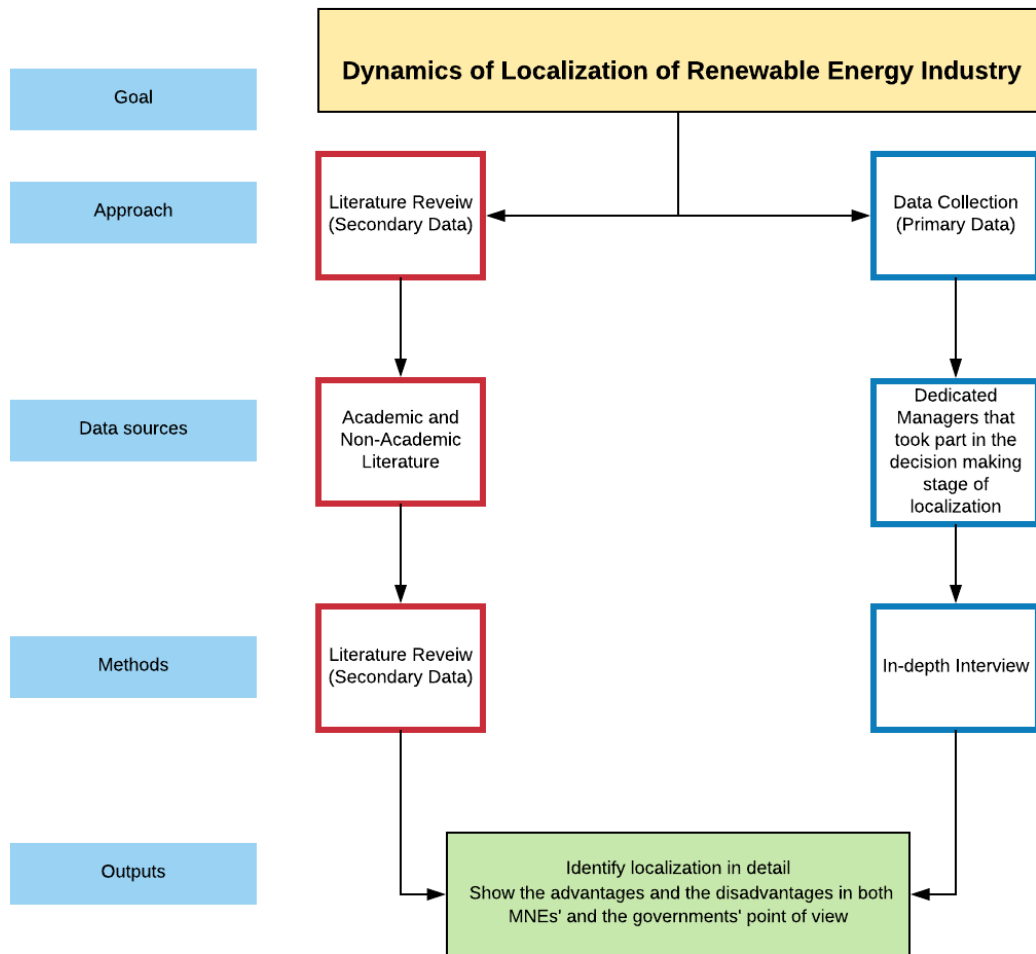 Dynamics of Localization of Renewable Energy Industry
Goal
Approach
Literature Reveiw
(Secondary Data)
Data Collection
(Primary Data)
Data sources
Academic and
Non-Academic
Literature
Dedicated
Managers that
took part in the
decision making
stage of
localization
Methods
Literature Reveiw
(Secondary Data)
In-depth Interview
Outputs
Identify localization in detail
Show the advantages and the disadvantages in both
MNEs' and the governments' point of view